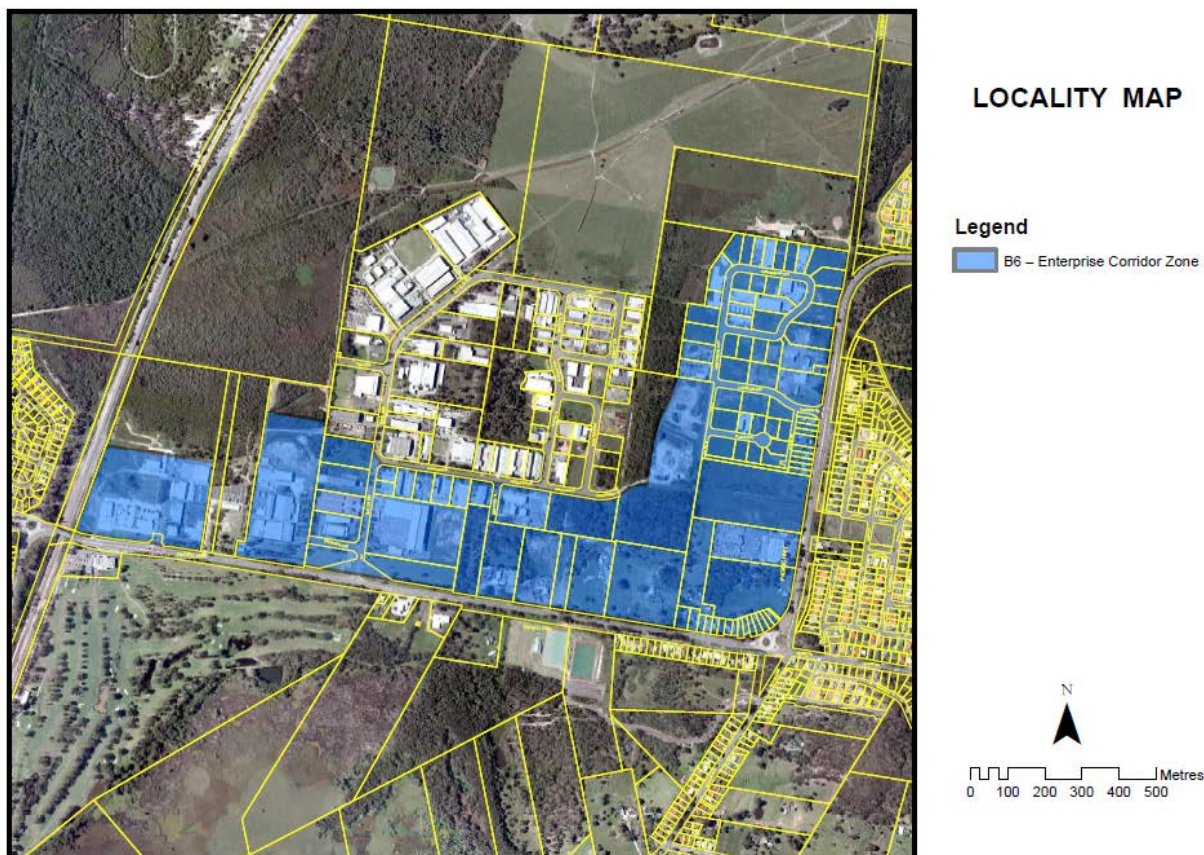 LOCALITY MAP
Legend
B6 – Enterprise Corridor Zone
N
Metres
0 100 200 300 400 500